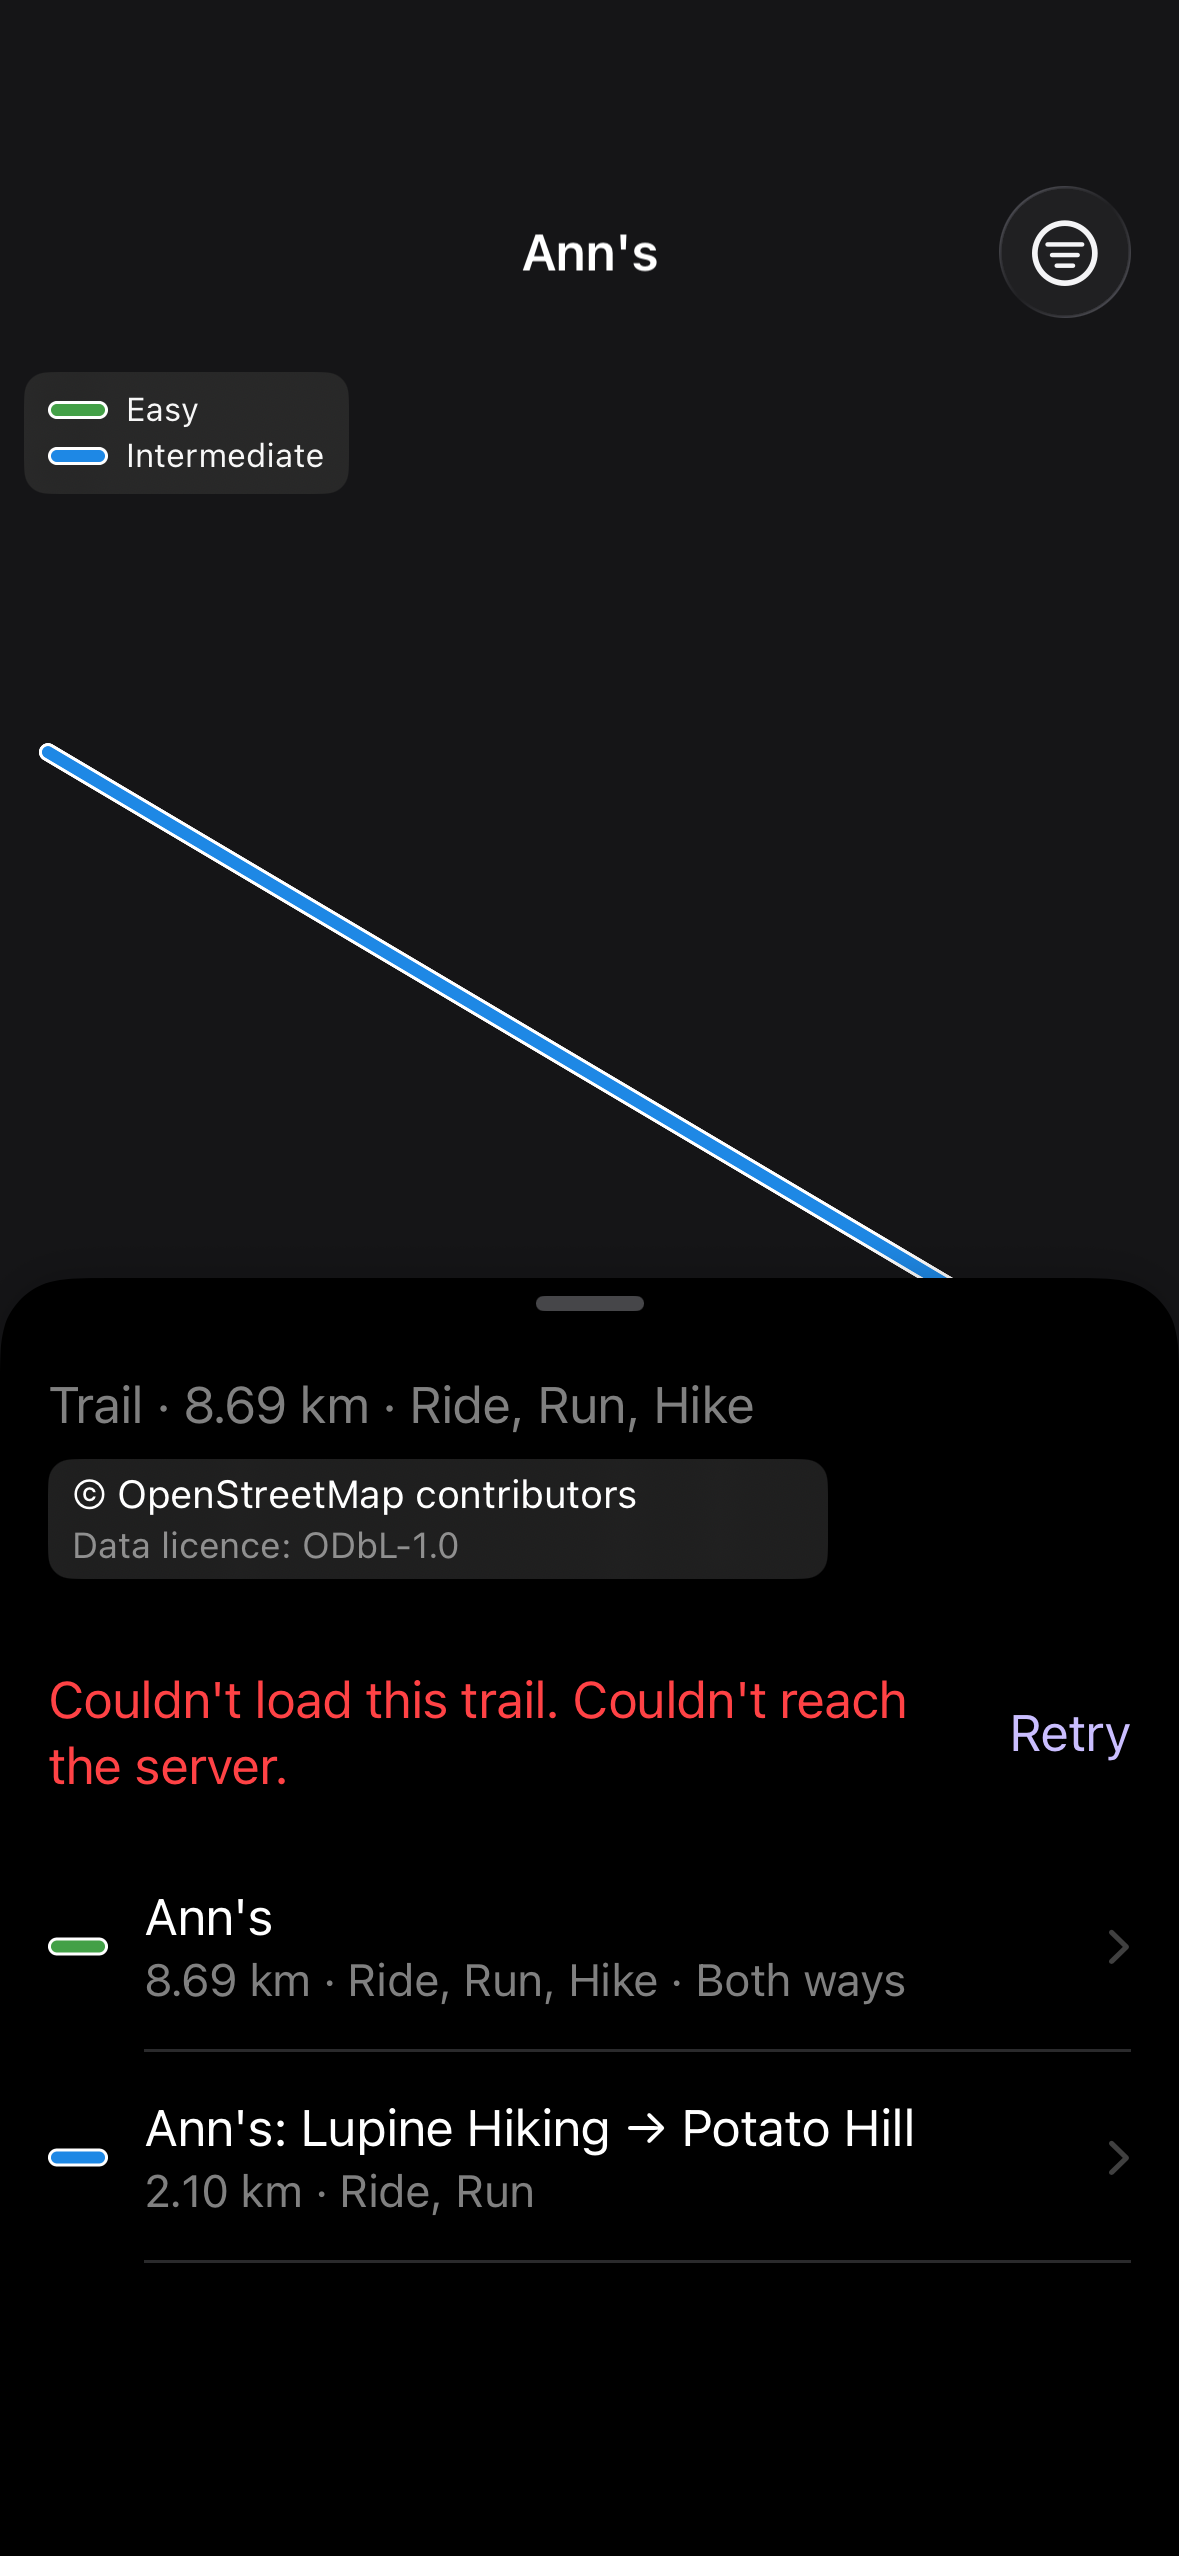 Ann's
Easy
Intermediate
Trail · 8.69 km · Ride, Run, Hike
© OpenStreetMap contributors
Data licence: ODbL-1.0
Couldn't load this trail. Couldn't reach
the server.
Retry
Ann's
8.69 km · Ride, Run, Hike · Both ways
Ann's: Lupine Hiking → Potato Hill
2.10 km · Ride, Run